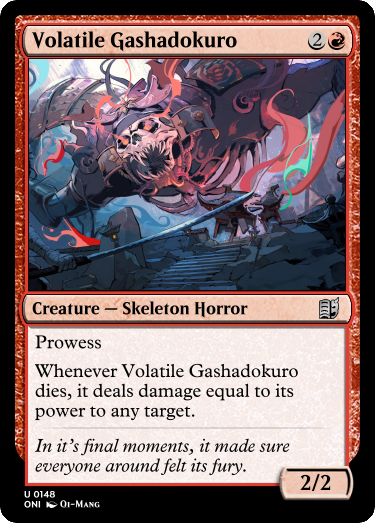 Volatile Gashadokuro 2
Creature — Skeleton Horror
Prowess
Whenever Volatile Gashadokuro
dies, it deals damage equal to its
power to any target.
In it's final moments, it made sure
everyone around felt its fury.
2/2
U 0148
ONI Oi-Mang